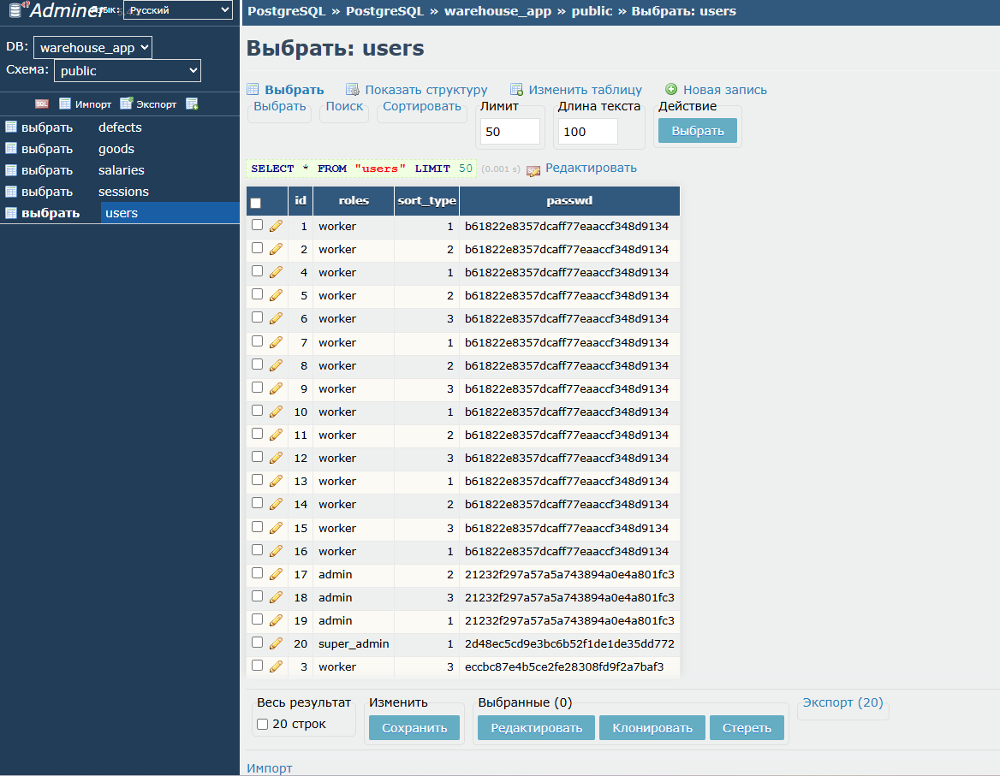 Adminer
Язык: Русский
DB: warehouse_app
Схема: public
SQL Импорт Экспорт
выбрать defects
выбрать goods
выбрать salaries
выбрать sessions
выбрать users
PostgreSQL » PostgreSQL » warehouse_app » public » Выбрать: users
Выбрать: users
Выбрать Показать структуру Изменить таблицу Новая запись
Выбрать Поиск Сортировать Лимит Длина текста Действие
50 100 Выбрать
SELECT * FROM "users" LIMIT 50 (0.001 s) Редактировать
id roles sort_type passwd
1 worker 1 b61822e8357dcaff77eaaccf348d9134
2 worker 2 b61822e8357dcaff77eaaccf348d9134
4 worker 1 b61822e8357dcaff77eaaccf348d9134
5 worker 2 b61822e8357dcaff77eaaccf348d9134
6 worker 3 b61822e8357dcaff77eaaccf348d9134
7 worker 1 b61822e8357dcaff77eaaccf348d9134
8 worker 2 b61822e8357dcaff77eaaccf348d9134
9 worker 3 b61822e8357dcaff77eaaccf348d9134
10 worker 1 b61822e8357dcaff77eaaccf348d9134
11 worker 2 b61822e8357dcaff77eaaccf348d9134
12 worker 3 b61822e8357dcaff77eaaccf348d9134
13 worker 1 b61822e8357dcaff77eaaccf348d9134
14 worker 2 b61822e8357dcaff77eaaccf348d9134
15 worker 3 b61822e8357dcaff77eaaccf348d9134
16 worker 1 b61822e8357dcaff77eaaccf348d9134
17 admin 2 21232f297a57a5a743894a0e4a801fc3
18 admin 3 21232f297a57a5a743894a0e4a801fc3
19 admin 1 21232f297a57a5a743894a0e4a801fc3
20 super_admin 1 2d48ec5cd9e3bc6b52f1de1de35dd772
3 worker 3 eccbc87e4b5ce2fe28308fd9f2a7baf3
Весь результат Изменить Выбранные (0) Экспорт (20)
20 строк Сохранить Редактировать Клонировать Стереть
Импорт